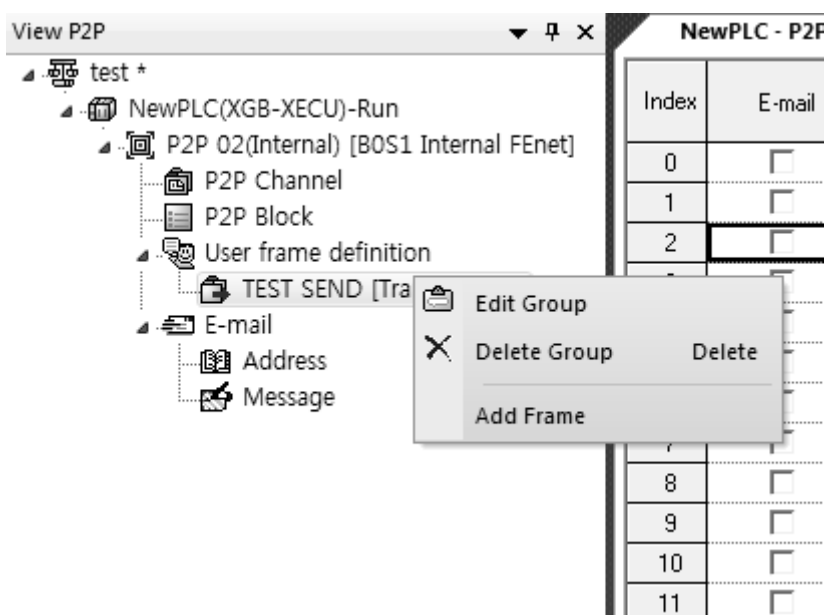 View P2P
NewPLC - P2P
test *
NewPLC(XGB-XECU)-Run
P2P 02(Internal) [B0S1 Internal FEnet]
P2P Channel
P2P Block
User frame definition
TEST SEND [Tra
E-mail
Address
Message
Edit Group
Delete Group Delete
Add Frame
Index E-mail
0
1
2
8
9
10
11